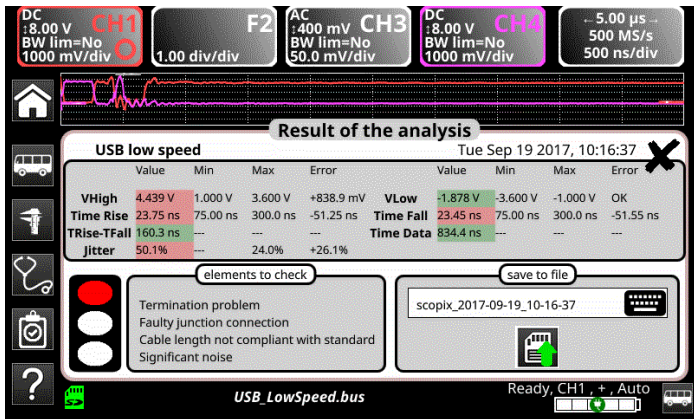 DC
↕8.00 V CH1
BW lim=No
1000 mV/div
F2
1.00 div/div
AC
↕400 mV CH3
BW lim=No
50.0 mV/div
DC
↕8.00 V CH4
BW lim=No
1000 mV/div
←5.00 µs→
500 MS/s
500 ns/div
Result of the analysis
USB low speed Tue Sep 19 2017, 10:16:37
Value Min Max Error Value Min Max Error
VHigh 4.439 V 1.000 V 3.600 V +838.9 mV VLow -1.878 V -3.600 V -1.000 V OK
Time Rise 23.75 ns 75.00 ns 300.0 ns -51.25 ns Time Fall 23.45 ns 75.00 ns 300.0 ns -51.55 ns
TRise-TFall 160.3 ns --- --- --- Time Data 834.4 ns --- --- ---
Jitter 50.1% --- 24.0% +26.1%
elements to check
Termination problem
Faulty junction connection
Cable length not compliant with standard
Significant noise
save to file
scopix_2017-09-19_10-16-37
?
USB_LowSpeed.bus
Ready, CH1 , + , Auto